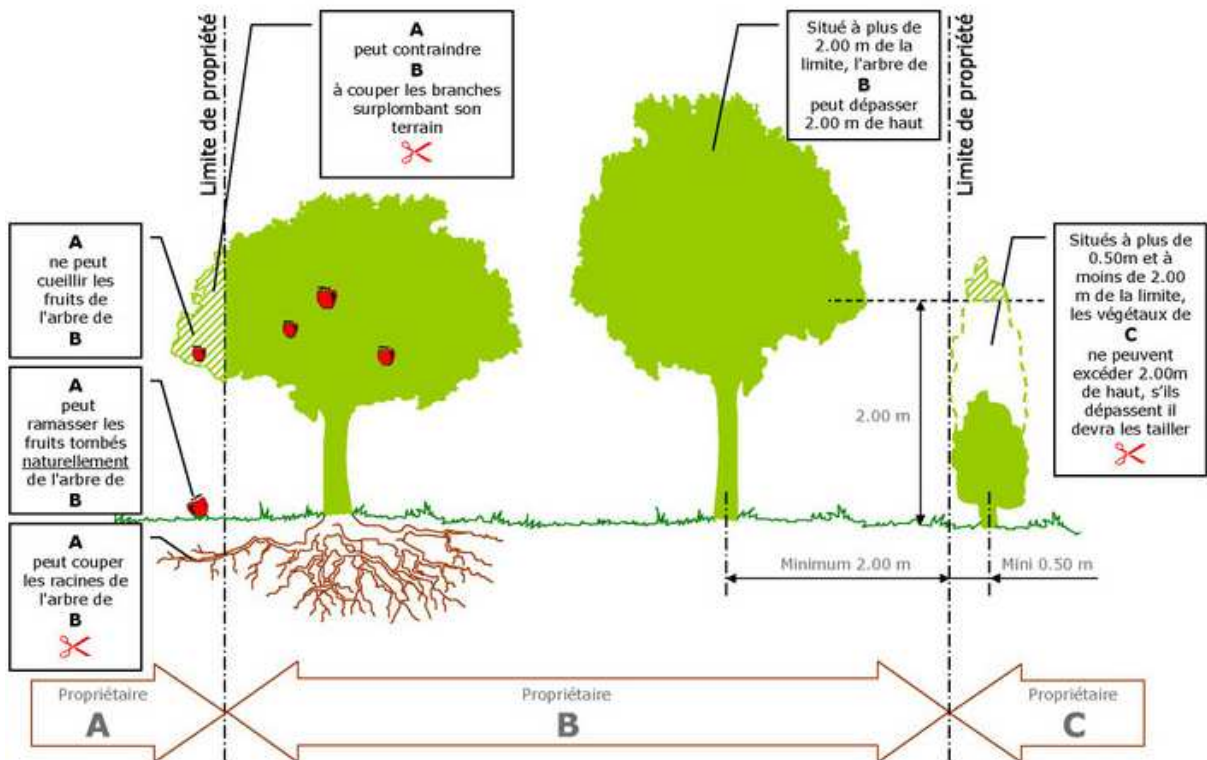 Limite de propriété
A
peut contraindre
B
à couper les branches
surplombant son
terrain
Situé à plus de
2.00 m de la
limite, l'arbre de
B
peut dépasser
2.00 m de haut
Limite de propriété
A
ne peut
cueillir les
fruits de
l'arbre de
B
Situés à plus de
0.50m et à
moins de 2.00
m de la limite,
les végétaux de
C
ne peuvent
excéder 2.00m
de haut, s'ils
dépassent il
devra les tailler
A
peut
ramasser les
fruits tombés
naturellement
de l'arbre de
B
2.00 m
A
peut couper
les racines de
l'arbre de
B
Minimum 2.00 m
Mini 0.50 m
Propriétaire
A
Propriétaire
B
Propriétaire
C